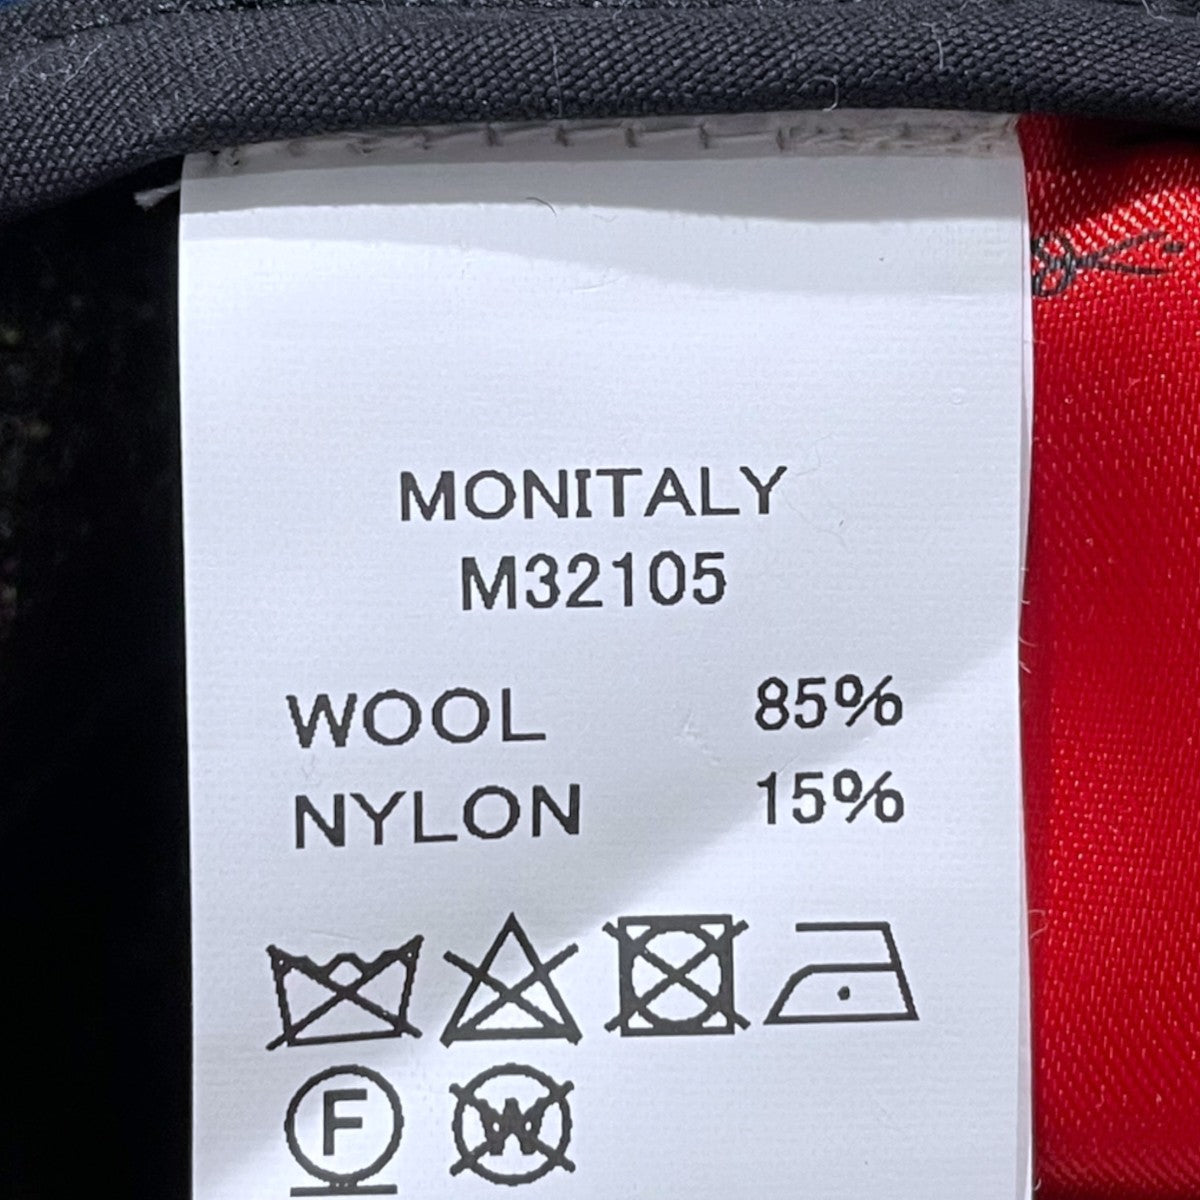 MONITALY
M32105
WOOL 85%
NYLON 15%
F W